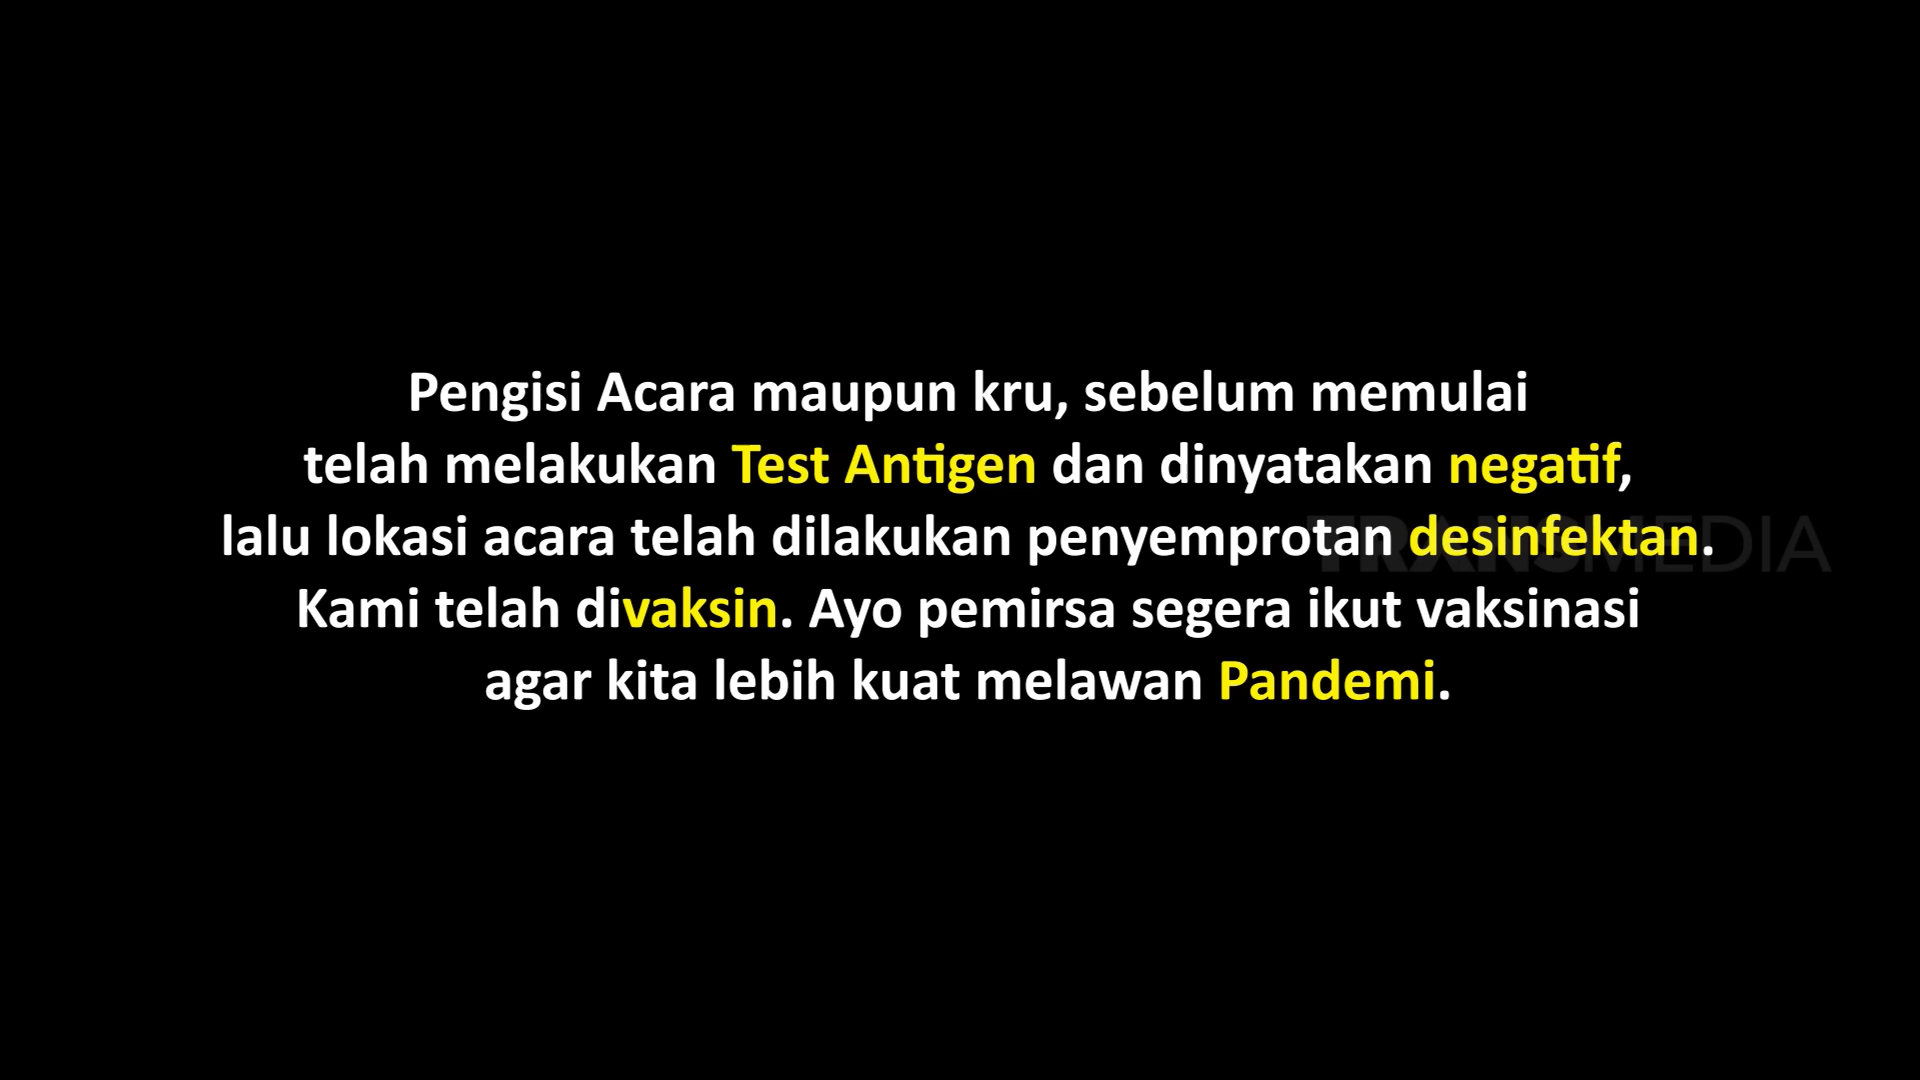 Pengisi Acara maupun kru, sebelum memulai
telah melakukan Test Antigen dan dinyatakan negatif,
lalu lokasi acara telah dilakukan penyemprotan desinfektan.
TRANSMEDIA
Kami telah divaksin. Ayo pemirsa segera ikut vaksinasi
agar kita lebih kuat melawan Pandemi.